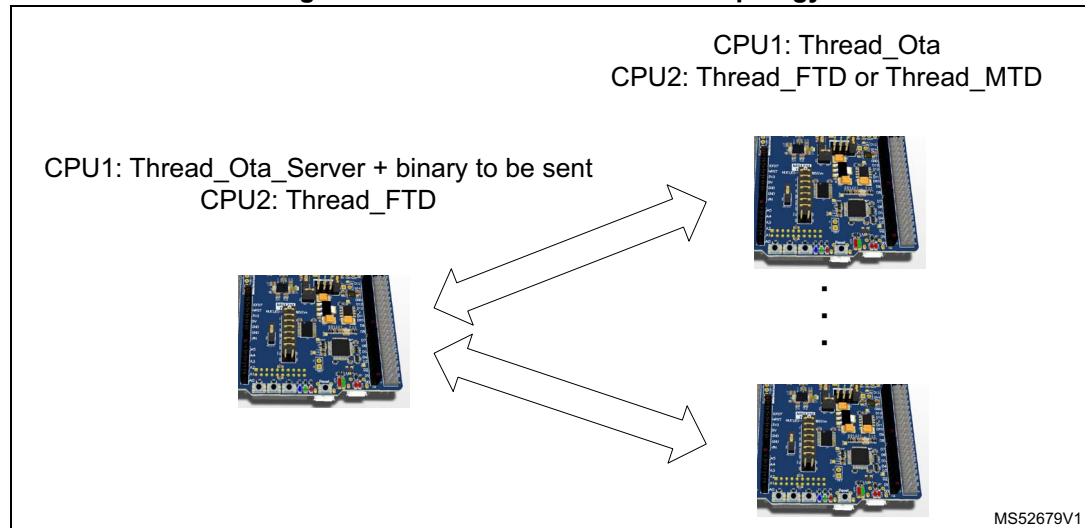 CPU1: Thread_Ota
CPU2: Thread_FTD or Thread_MTD
CPU1: Thread_Ota_Server + binary to be sent
CPU2: Thread_FTD
MS52679V1